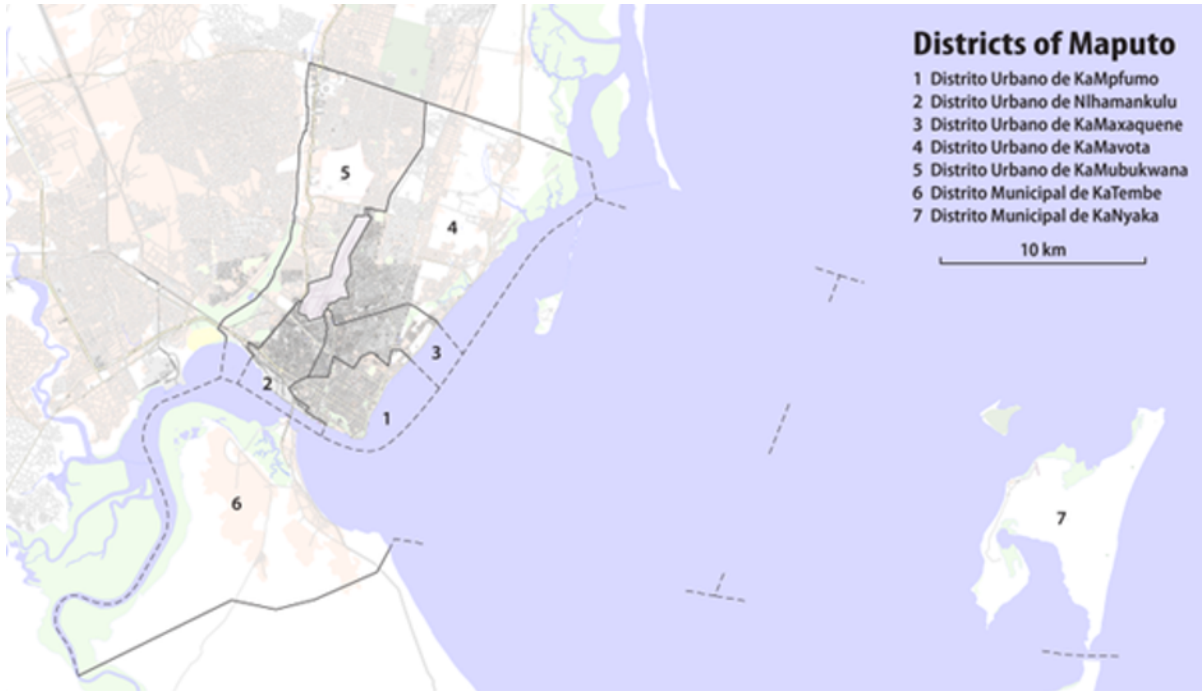 Districts of Maputo
1 Distrito Urbano de KaMpfumo
2 Distrito Urbano de Nlhamankulu
3 Distrito Urbano de KaMaxaquene
4 Distrito Urbano de KaMavota
5 Distrito Urbano de KaMubukwana
6 Distrito Municipal de KaTembe
7 Distrito Municipal de KaNyaka
10 km
5
4
3
2
1
6
7